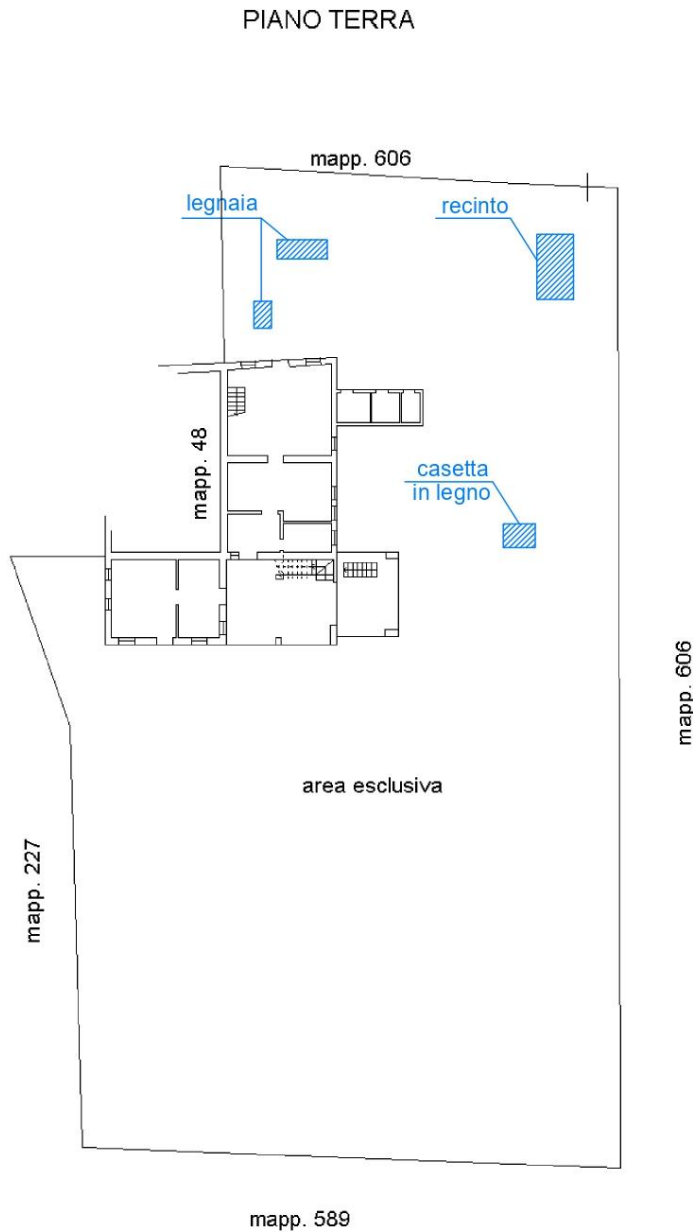 PIANO TERRA
mapp. 606
legnaia
recinto
mapp. 48
casetta
in legno
mapp. 606
area esclusiva
mapp. 227
mapp. 589